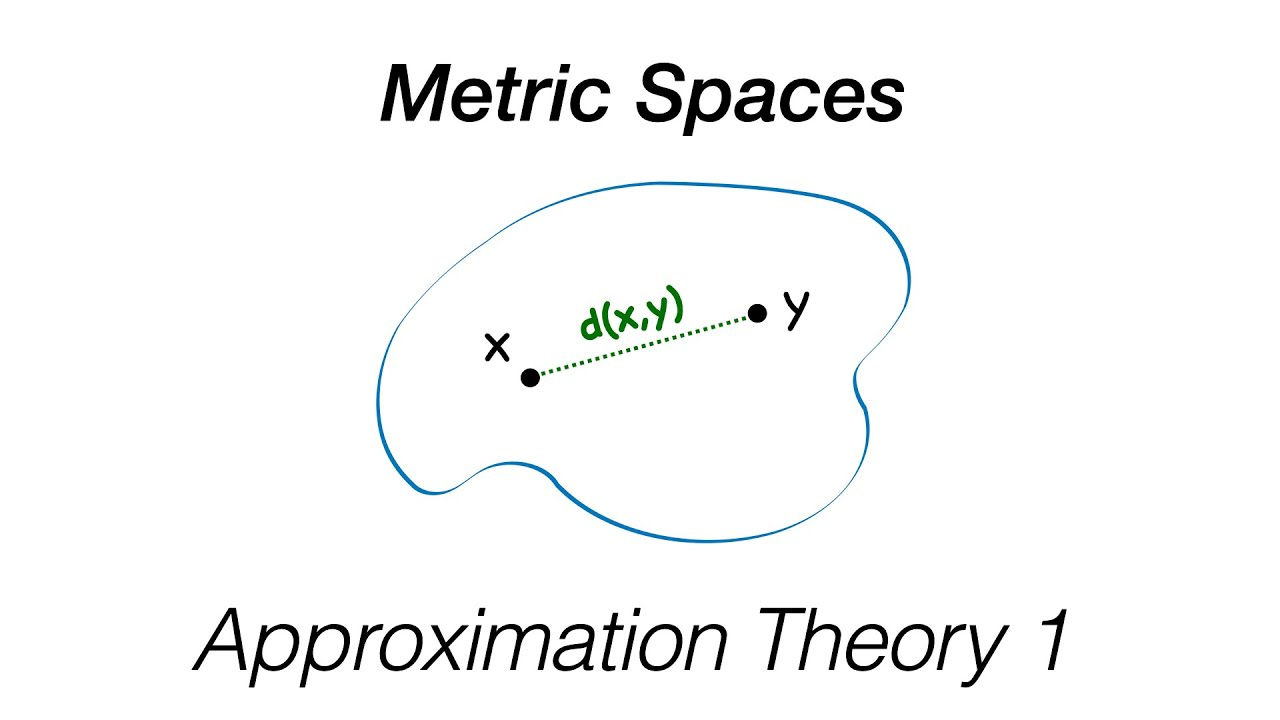 Metric Spaces
d(x,y)
y
x
Approximation Theory 1